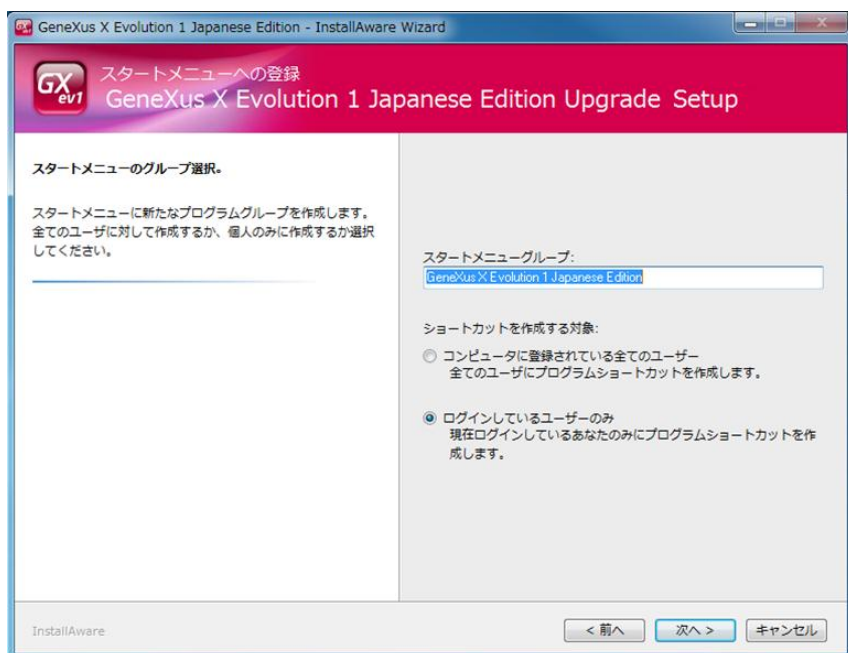 GeneXus X Evolution 1 Japanese Edition - InstallAware Wizard
GX
ev1
スタートメニューへの登録
GeneXus X Evolution 1 Japanese Edition Upgrade Setup
スタートメニューのグループ選択。
スタートメニューに新たなプログラムグループを作成します。
全てのユーザに対して作成するか、個人のみに作成するか選択
してください。
スタートメニューグループ:
GeneXus X Evolution 1 Japanese Edition
ショートカットを作成する対象:
コンピュータに登録されている全てのユーザー
全てのユーザにプログラムショートカットを作成します。
ログインしているユーザーのみ
現在ログインしているあなたのみにプログラムショートカットを作
成します。
InstallAware
< 前へ
次へ >
キャンセル